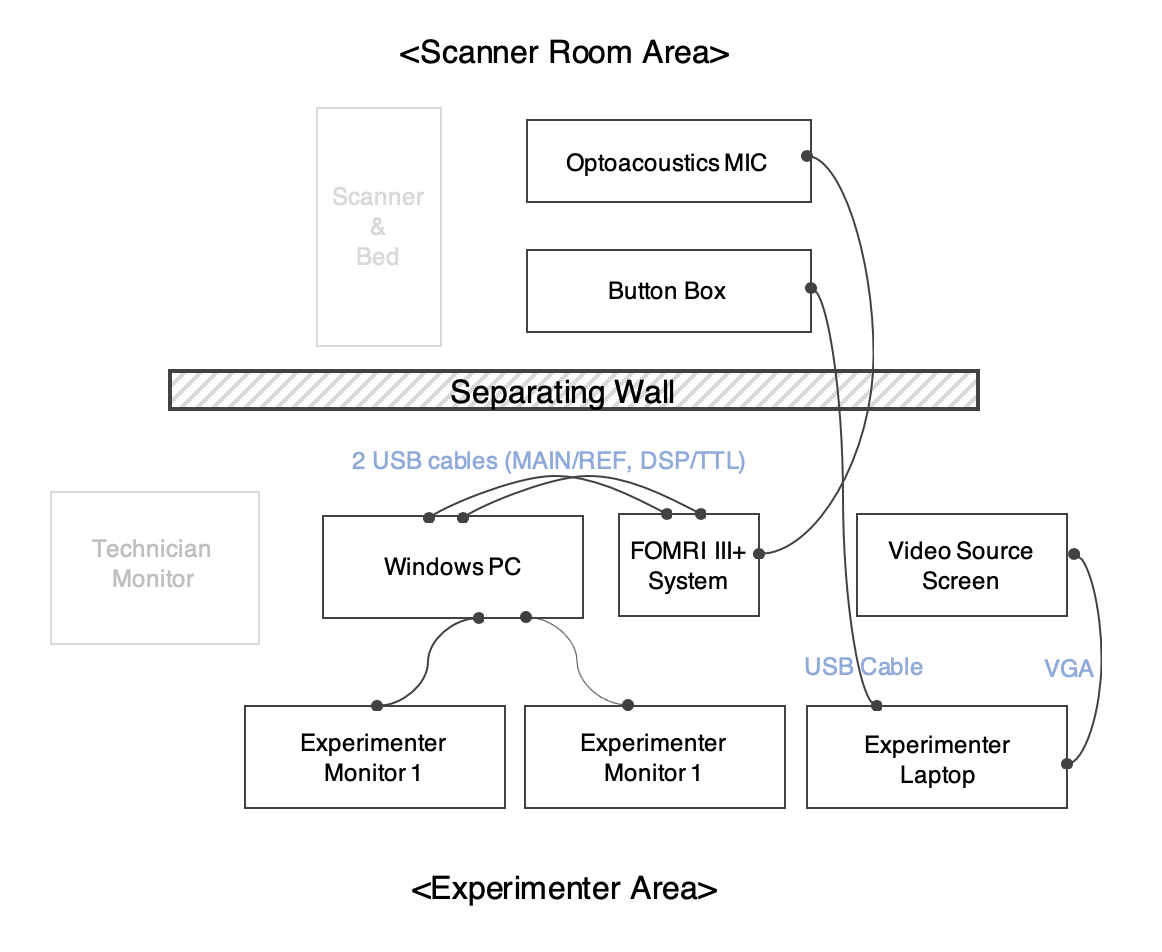 <Scanner Room Area>
Scanner
&
Bed
Optoacoustics MIC
Button Box
Separating Wall
2 USB cables (MAIN/REF, DSP/TTL)
Technician
Monitor
Windows PC
FOMRI III+
System
Video Source
Screen
USB Cable
VGA
Experimenter
Monitor 1
Experimenter
Monitor 1
Experimenter
Laptop
<Experimenter Area>